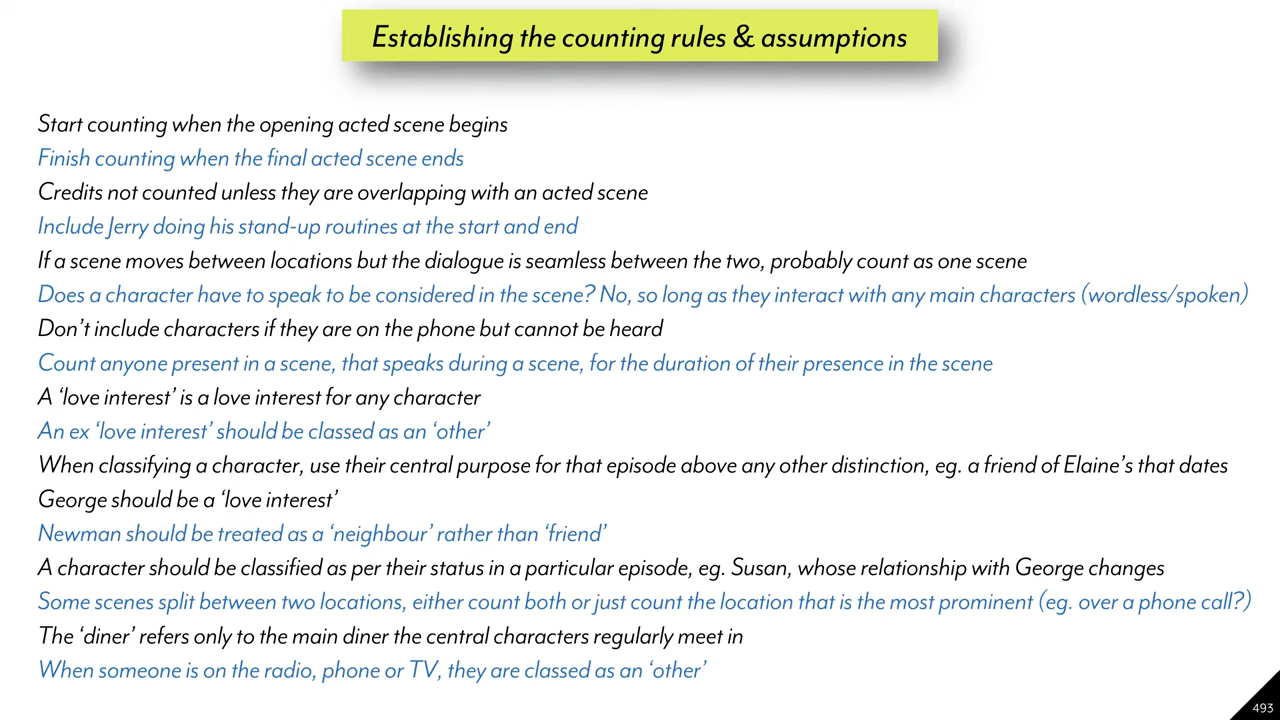 Establishing the counting rules & assumptions
Start counting when the opening acted scene begins
Finish counting when the final acted scene ends
Credits not counted unless they are overlapping with an acted scene
Include Jerry doing his stand-up routines at the start and end
If a scene moves between locations but the dialogue is seamless between the two, probably count as one scene
Does a character have to speak to be considered in the scene? No, so long as they interact with any main characters (wordless/spoken)
Don’t include characters if they are on the phone but cannot be heard
Count anyone present in a scene, that speaks during a scene, for the duration of their presence in the scene
A ‘love interest’ is a love interest for any character
An ex ‘love interest’ should be classed as an ‘other’
When classifying a character, use their central purpose for that episode above any other distinction, eg. a friend of Elaine’s that dates
George should be a ‘love interest’
Newman should be treated as a ‘neighbour’ rather than ‘friend’
A character should be classified as per their status in a particular episode, eg. Susan, whose relationship with George changes
Some scenes split between two locations, either count both or just count the location that is the most prominent (eg. over a phone call?)
The ‘diner’ refers only to the main diner the central characters regularly meet in
When someone is on the radio, phone or TV, they are classed as an ‘other’
493